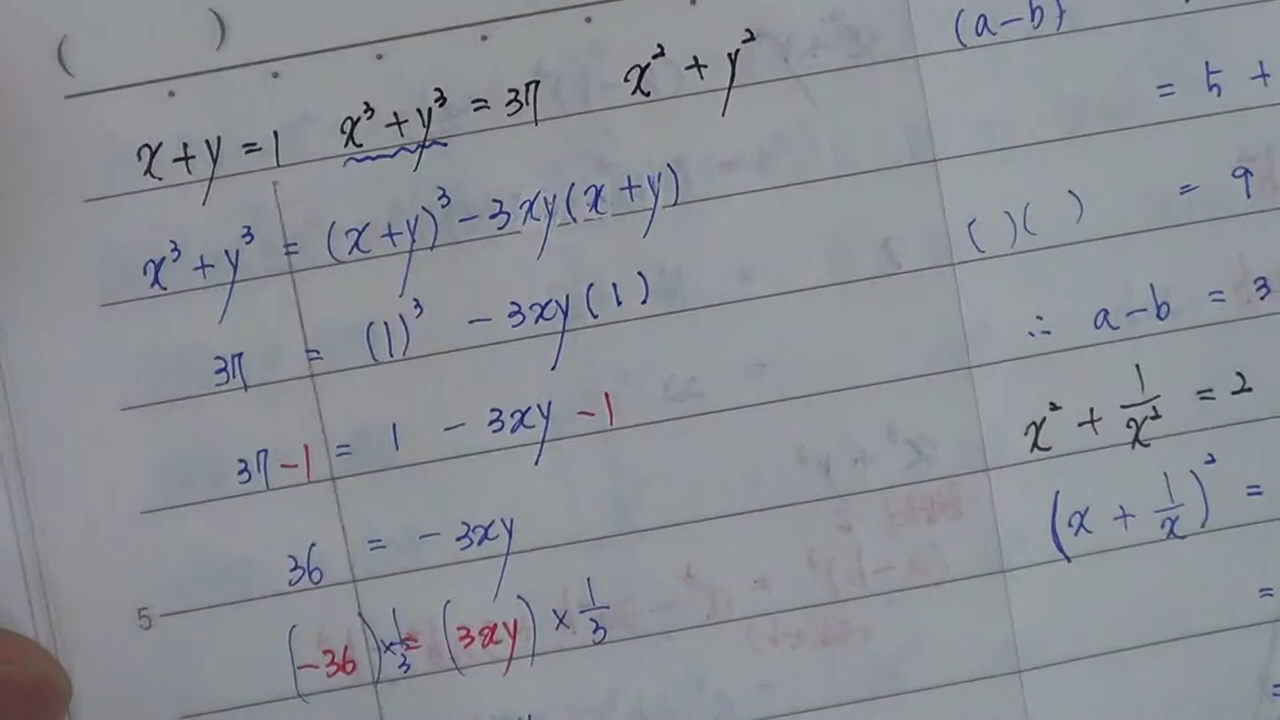 ( )
x + y = 1 x³ + y³ = 37 x² + y²
x³ + y³ = (x+y)³ - 3xy(x+y)
37 = (1)³ - 3xy(1)
37 - 1 = 1 - 3xy - 1
36 = - 3xy
5
(-36) × 1/3 = (3xy) × 1/3
(a-b)
= 5 +
( )( ) = 9
∴ a-b = 3
x² + 1/x² = 2
(x + 1/x)² =
=
=